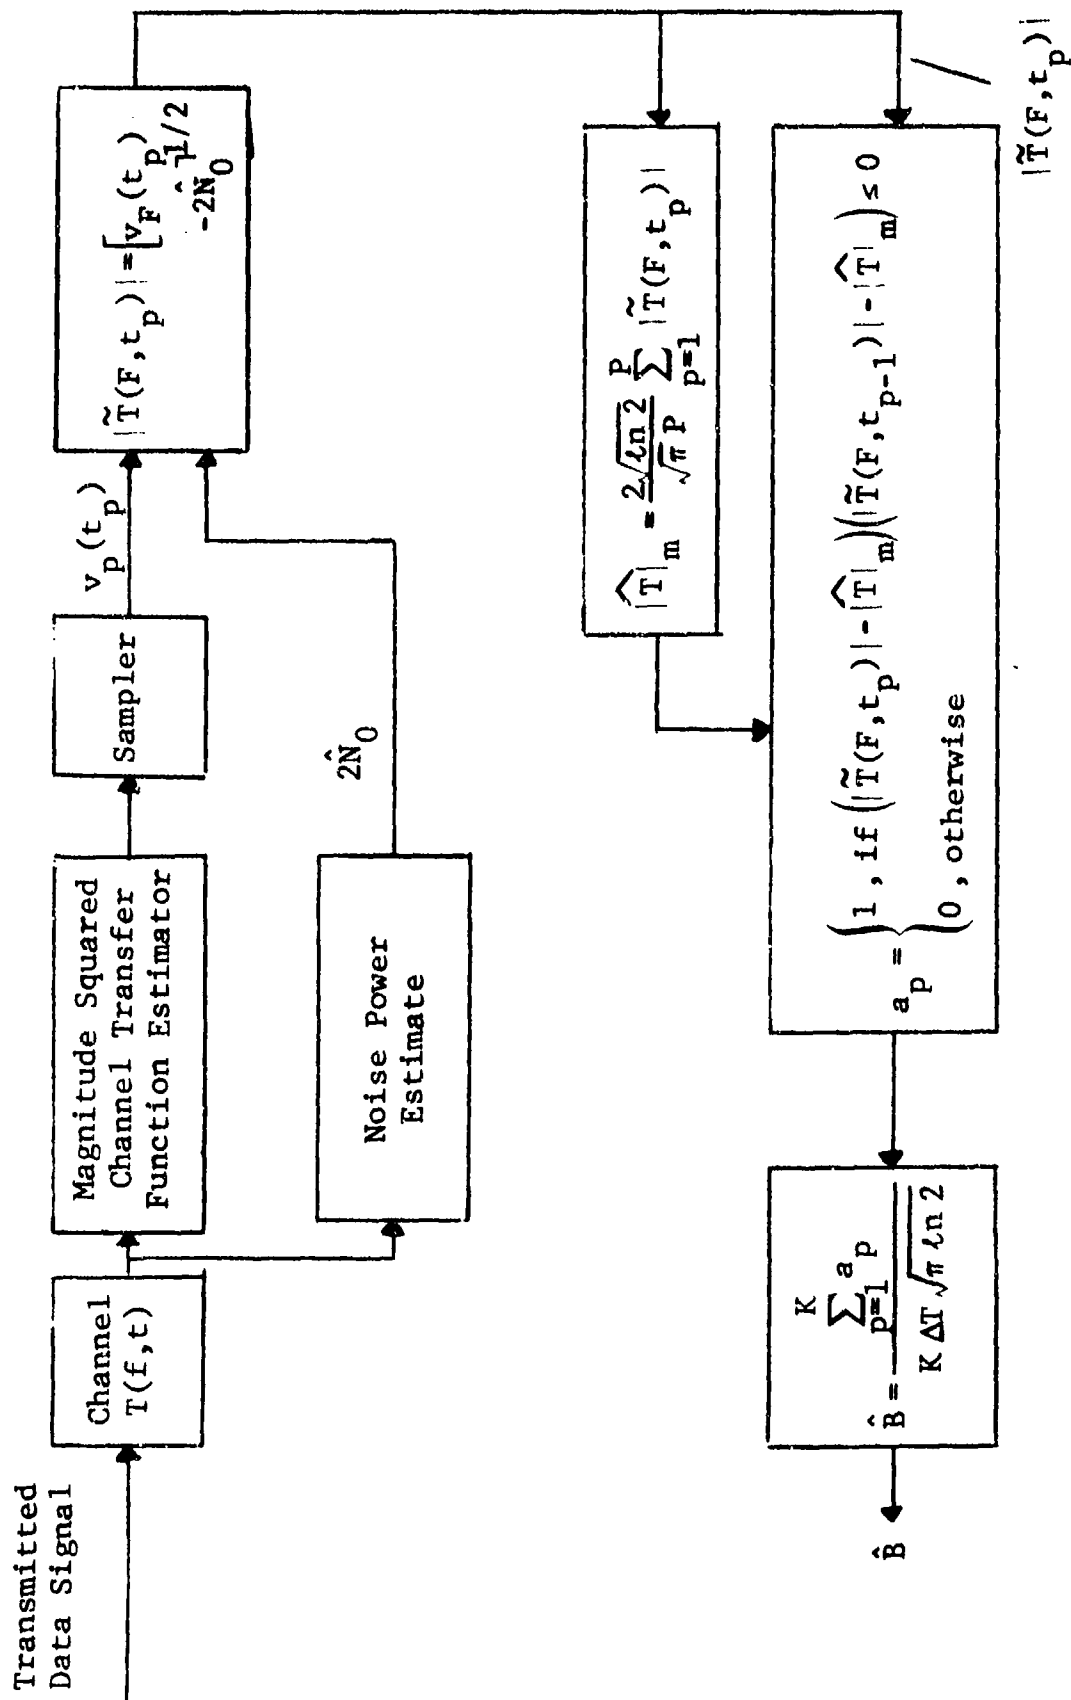 Transmitted
Data Signal
Channel
T(f,t)
Magnitude Squared
Channel Transfer
Function Estimator
Sampler
v_p(t_p)
|T̃(F,t_p)| = [v_F(t_p)
-2N̂_0]^1/2
Noise Power
Estimate
2N̂_0
|T̂|_m = 2√(ℓn 2) / (√π P) Σ_{p=1}^{P} |T̃(F,t_p)|
a_p = { 1 , if (|T̃(F,t_p)|-|T̂|_m)(|T̃(F,t_{p-1})|-|T̂|_m) ≤ 0
0 , otherwise
|T̃(F,t_p)|
B̂ = Σ_{p=1}^{K} a_p / (K ΔT √(π ℓn 2))
B̂